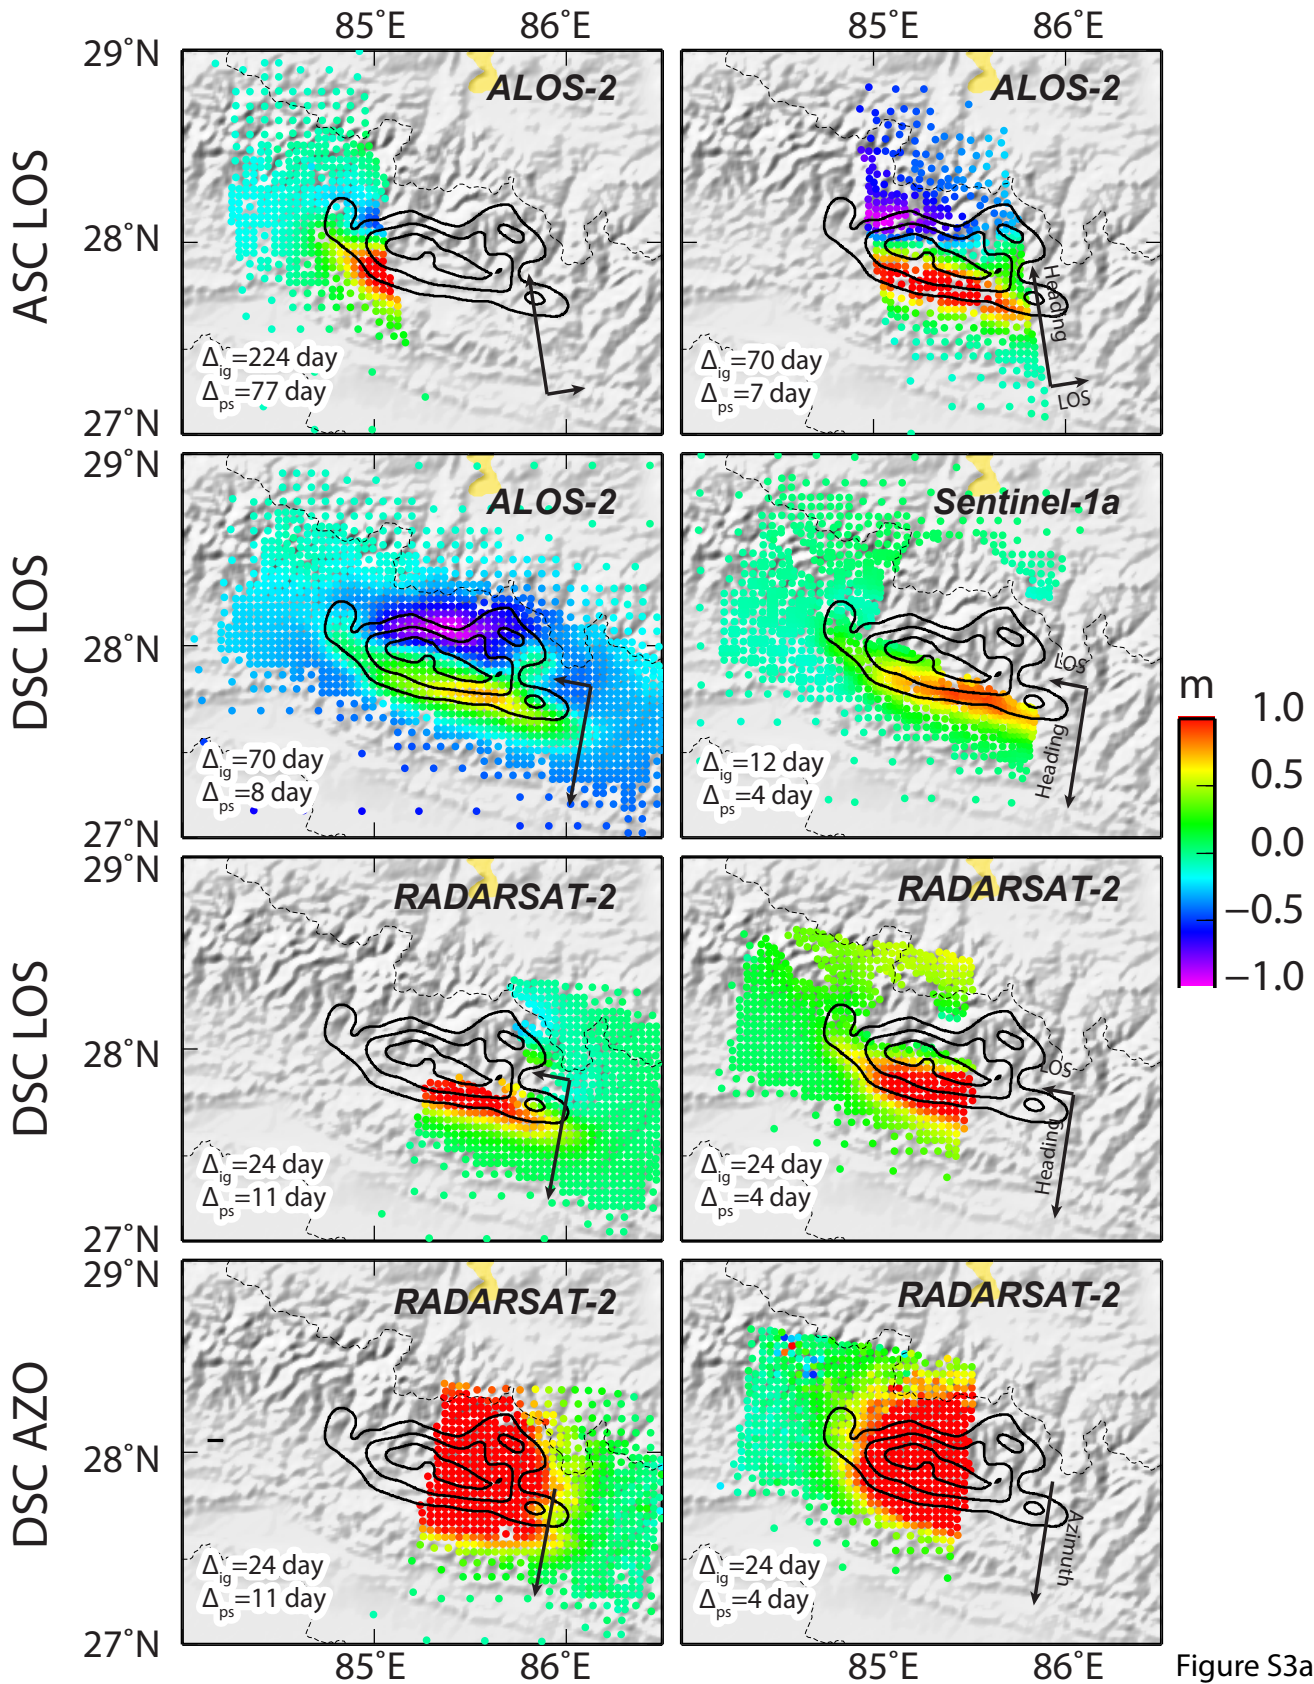 85˚E 86˚E 85˚E 86˚E
29˚N
ALOS-2 ALOS-2
ASC LOS
28˚N
Heading
Δig=224 day Δig=70 day
Δps=77 day Δps=7 day
LOS
27˚N
29˚N
ALOS-2 Sentinel-1a
DSC LOS
28˚N
LOS
Heading
Δig=70 day Δig=12 day
Δps=8 day Δps=4 day
27˚N
m
1.0
0.5
0.0
−0.5
−1.0
29˚N
RADARSAT-2 RADARSAT-2
DSC LOS
28˚N
LOS
Heading
Δig=24 day Δig=24 day
Δps=11 day Δps=4 day
27˚N
29˚N
RADARSAT-2 RADARSAT-2
DSC AZO
28˚N
Azimuth
Δig=24 day Δig=24 day
Δps=11 day Δps=4 day
27˚N
85˚E 86˚E 85˚E 86˚E
Figure S3a